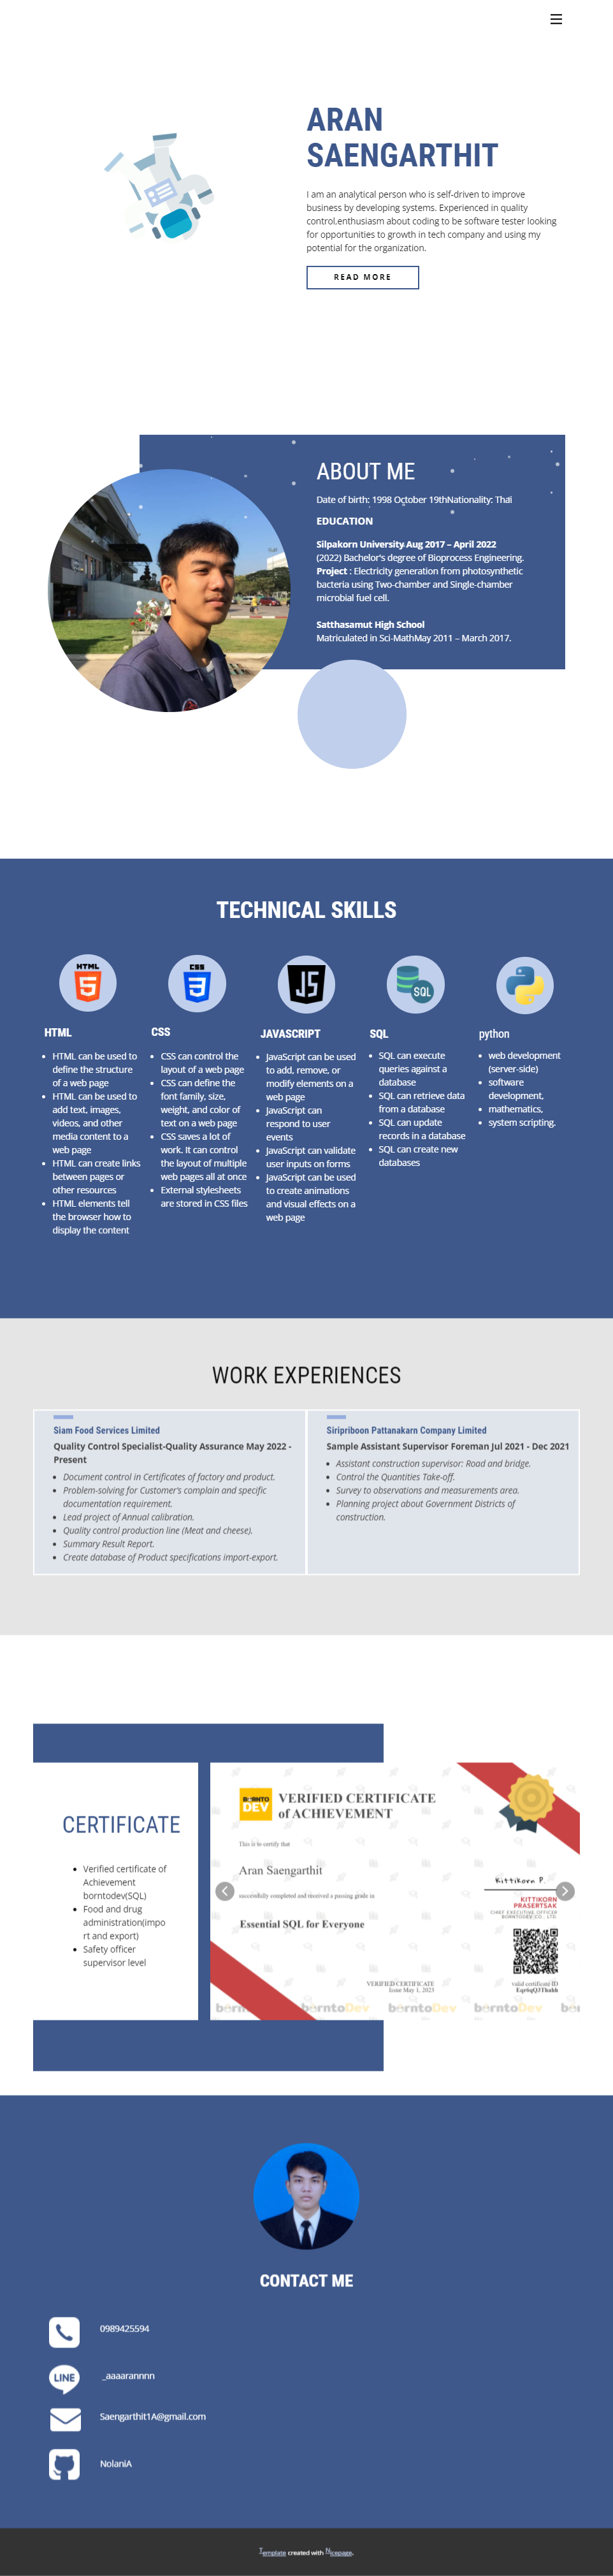 ARAN
SAENGARTHIT
I am an analytical person who is self-driven to improve
business by developing systems. Experienced in quality
control,enthusiasm about coding to be software tester looking
for opportunities to growth in tech company and using my
potential for the organization.
READ MORE
ABOUT ME
Date of birth: 1998 October 19thNationality: Thai
EDUCATION
Silpakorn University Aug 2017 – April 2022
(2022) Bachelor's degree of Bioprocess Engineering.
Project : Electricity generation from photosynthetic
bacteria using Two-chamber and Single-chamber
microbial fuel cell.
Satthasamut High School
Matriculated in Sci-MathMay 2011 – March 2017.
TECHNICAL SKILLS
HTML
5
CSS
3
JS
SQL
HTML
HTML can be used to
define the structure
of a web page
HTML can be used to
add text, images,
videos, and other
media content to a
web page
HTML can create links
between pages or
other resources
HTML elements tell
the browser how to
display the content
CSS
CSS can control the
layout of a web page
CSS can define the
font family, size,
weight, and color of
text on a web page
CSS saves a lot of
work. It can control
the layout of multiple
web pages all at once
External stylesheets
are stored in CSS files
JAVASCRIPT
JavaScript can be used
to add, remove, or
modify elements on a
web page
JavaScript can
respond to user
events
JavaScript can validate
user inputs on forms
JavaScript can be used
to create animations
and visual effects on a
web page
SQL
SQL can execute
queries against a
database
SQL can retrieve data
from a database
SQL can update
records in a database
SQL can create new
databases
python
web development
(server-side)
software
development,
mathematics,
system scripting.
WORK EXPERIENCES
Siam Food Services Limited
Quality Control Specialist-Quality Assurance May 2022 -
Present
Document control in Certificates of factory and product.
Problem-solving for Customer's complain and specific
documentation requirement.
Lead project of Annual calibration.
Quality control production line (Meat and cheese).
Summary Result Report.
Create database of Product specifications import-export.
Siripriboon Pattanakarn Company Limited
Sample Assistant Supervisor Foreman Jul 2021 - Dec 2021
Assistant construction supervisor: Road and bridge.
Control the Quantities Take-off.
Survey to observations and measurements area.
Planning project about Government Districts of
construction.
CERTIFICATE
Verified certificate of
Achievement
borntodev(SQL)
Food and drug
administration(impo
rt and export)
Safety officer
supervisor level
BORNTO
DEV
VERIFIED CERTIFICATE
of ACHIEVEMENT
This is to certify that
Aran Saengarthit
successfully completed and received a passing grade in
Essential SQL for Everyone
Kittikorn P.
KITTIKORN
PRASERTSAK
CHIEF EXECUTIVE OFFICER
BORNTODEV CO., LTD.
VERIFIED CERTIFICATE
Issue May 1, 2023
valid certificate ID
borntoDev borntoDev borntoDev borntoDev
CONTACT ME
0989425594
LINE
_aaaarannnn
Saengarthit1A@gmail.com
NolaniA
Template created with Nicepage.